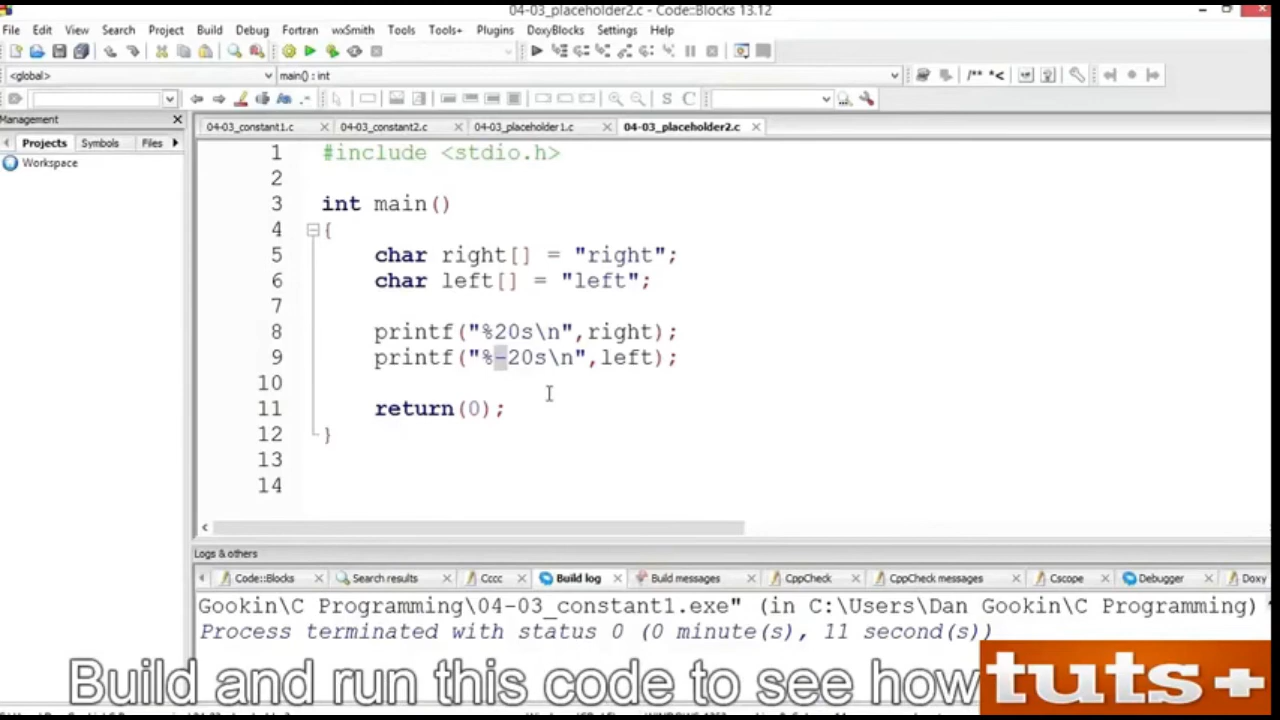 04-03_placeholder2.c - Code::Blocks 13.12
File Edit View Search Project Build Debug Fortran wxSmith Tools Tools+ Plugins DoxyBlocks Settings Help
<global> main() : int /** *<
S C
Management
04-03_constant1.c 04-03_constant2.c 04-03_placeholder1.c 04-03_placeholder2.c
Projects Symbols Files
Workspace
1 #include <stdio.h>
2
3 int main()
4 {
5 char right[] = "right";
6 char left[] = "left";
7
8 printf("%20s\n",right);
9 printf("%-20s\n",left);
10
11 return(0);
12 }
13
14
Logs & others
Code::Blocks Search results Cccc Build log Build messages CppCheck CppCheck messages Cscope Debugger Doxy
Gookin\C Programming\04-03_constant1.exe" (in C:\Users\Dan Gookin\C Programming)
Process terminated with status 0 (0 minute(s), 11 second(s))
Build and run this code to see how
tuts+